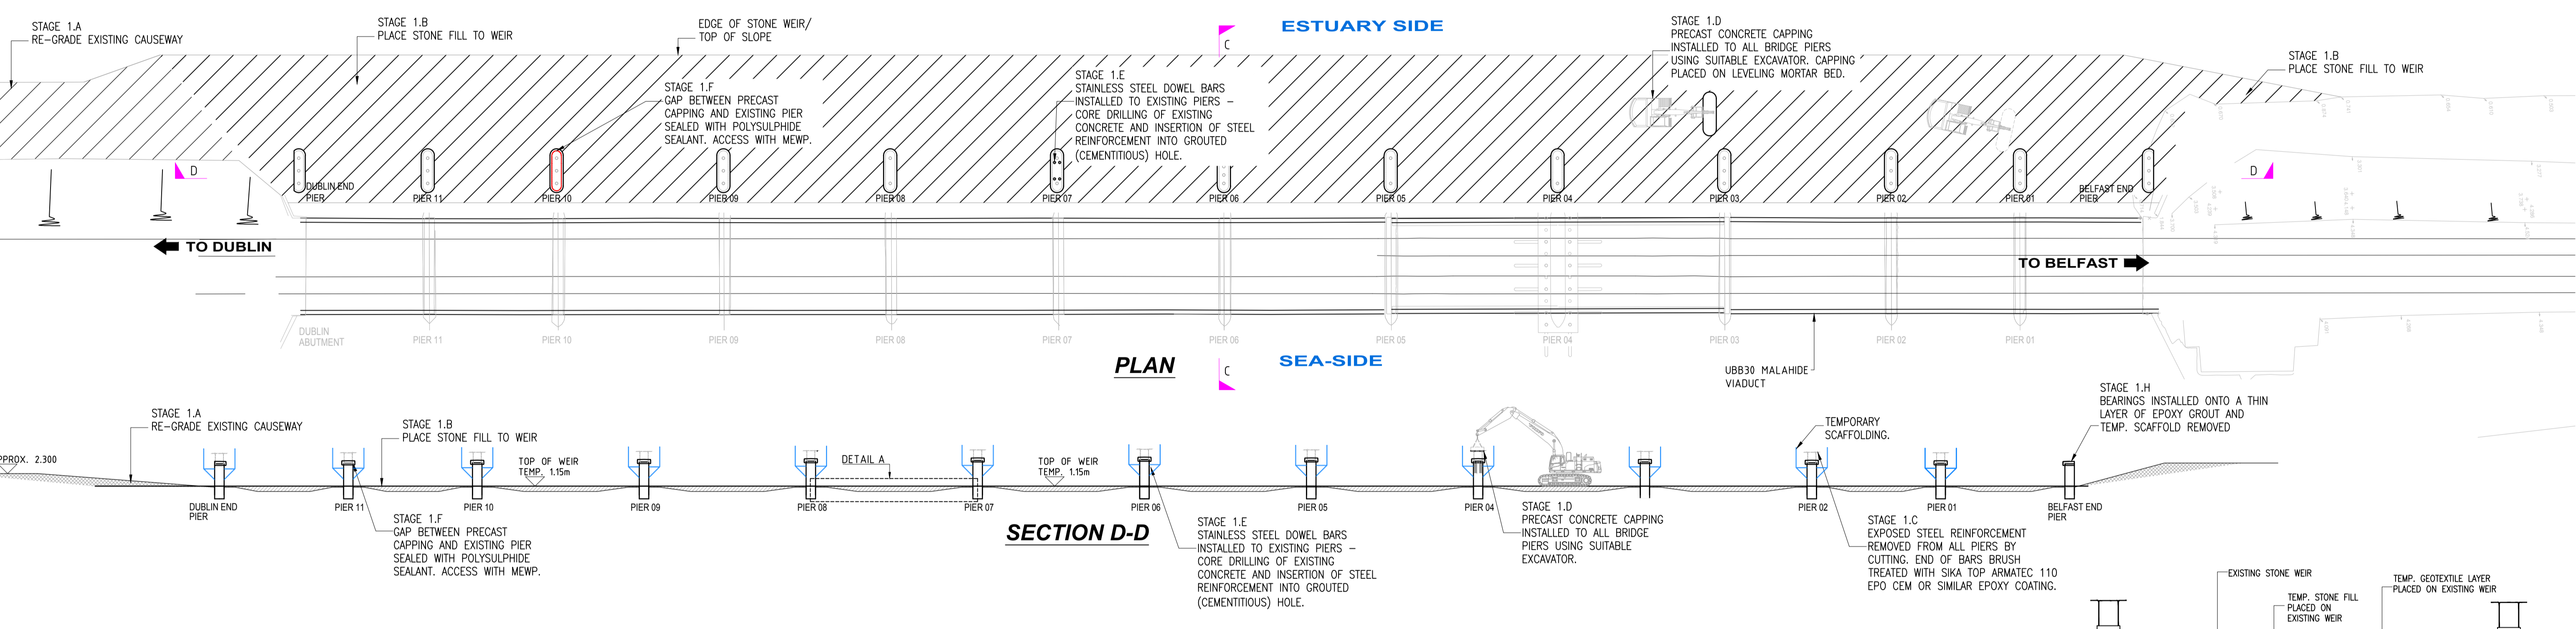 STAGE 1.A
RE-GRADE EXISTING CAUSEWAY
STAGE 1.B
PLACE STONE FILL TO WEIR
EDGE OF STONE WEIR/
TOP OF SLOPE
C
ESTUARY SIDE
STAGE 1.D
PRECAST CONCRETE CAPPING
INSTALLED TO ALL BRIDGE PIERS
USING SUITABLE EXCAVATOR. CAPPING
PLACED ON LEVELING MORTAR BED.
STAGE 1.B
PLACE STONE FILL TO WEIR
STAGE 1.F
GAP BETWEEN PRECAST
CAPPING AND EXISTING PIER
SEALED WITH POLYSULPHIDE
SEALANT. ACCESS WITH MEWP.
STAGE 1.E
STAINLESS STEEL DOWEL BARS
INSTALLED TO EXISTING PIERS –
CORE DRILLING OF EXISTING
CONCRETE AND INSERTION OF STEEL
REINFORCEMENT INTO GROUTED
(CEMENTITIOUS) HOLE.
D
D
DUBLIN END
PIER
PIER 11
PIER 10
PIER 09
PIER 08
PIER 07
PIER 06
PIER 05
PIER 04
PIER 03
PIER 02
PIER 01
BELFAST END
PIER
TO DUBLIN
TO BELFAST
DUBLIN
ABUTMENT
PIER 11
PIER 10
PIER 09
PIER 08
PIER 07
PIER 06
PIER 05
PIER 04
PIER 03
PIER 02
PIER 01
PLAN
C
SEA-SIDE
UBB30 MALAHIDE
VIADUCT
STAGE 1.A
RE-GRADE EXISTING CAUSEWAY
STAGE 1.B
PLACE STONE FILL TO WEIR
PPROX. 2.300
TOP OF WEIR
TEMP. 1.15m
DETAIL A
TOP OF WEIR
TEMP. 1.15m
TEMPORARY
SCAFFOLDING.
STAGE 1.H
BEARINGS INSTALLED ONTO A THIN
LAYER OF EPOXY GROUT AND
TEMP. SCAFFOLD REMOVED
DUBLIN END
PIER
PIER 11
PIER 10
PIER 09
PIER 08
PIER 07
PIER 06
PIER 05
PIER 04
PIER 02
PIER 01
BELFAST END
PIER
STAGE 1.F
GAP BETWEEN PRECAST
CAPPING AND EXISTING PIER
SEALED WITH POLYSULPHIDE
SEALANT. ACCESS WITH MEWP.
SECTION D-D
STAGE 1.E
STAINLESS STEEL DOWEL BARS
INSTALLED TO EXISTING PIERS –
CORE DRILLING OF EXISTING
CONCRETE AND INSERTION OF STEEL
REINFORCEMENT INTO GROUTED
(CEMENTITIOUS) HOLE.
STAGE 1.D
PRECAST CONCRETE CAPPING
INSTALLED TO ALL BRIDGE
PIERS USING SUITABLE
EXCAVATOR.
STAGE 1.C
EXPOSED STEEL REINFORCEMENT
REMOVED FROM ALL PIERS BY
CUTTING. END OF BARS BRUSH
TREATED WITH SIKA TOP ARMATEC 110
EPO CEM OR SIMILAR EPOXY COATING.
EXISTING STONE WEIR
TEMP. STONE FILL
PLACED ON
EXISTING WEIR
TEMP. GEOTEXTILE LAYER
PLACED ON EXISTING WEIR